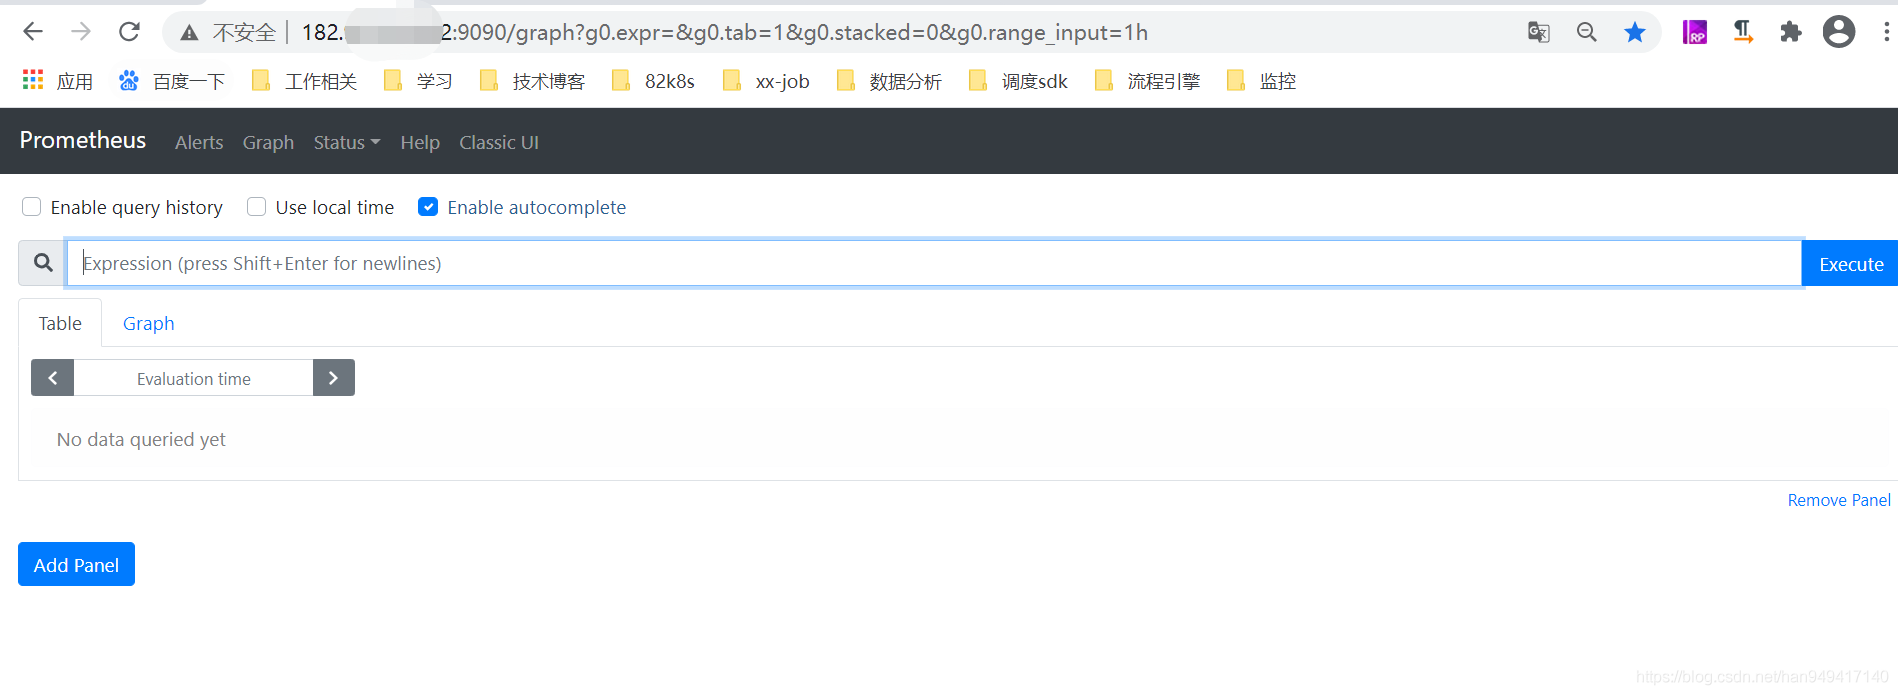 不安全 182. 2:9090/graph?g0.expr=&g0.tab=1&g0.stacked=0&g0.range_input=1h
应用 百度一下 工作相关 学习 技术博客 82k8s xx-job 数据分析 调度sdk 流程引擎 监控
Prometheus Alerts Graph Status Help Classic UI
Enable query history Use local time Enable autocomplete
Expression (press Shift+Enter for newlines) Execute
Table Graph
Evaluation time
No data queried yet
Remove Panel
Add Panel
https://blog.csdn.net/han949417140